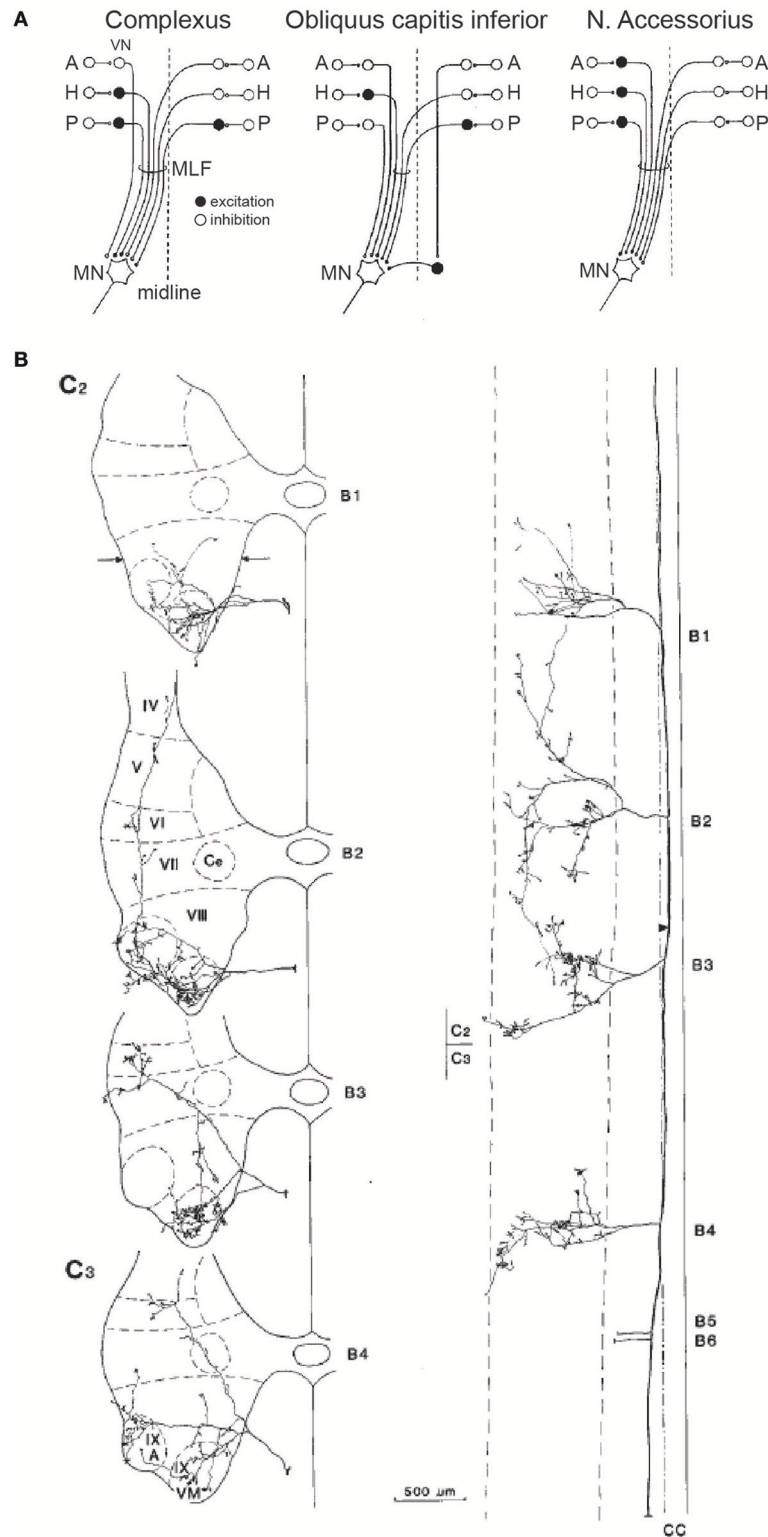 A
Complexus
Obliquus capitis inferior
N. Accessorius
VN
A A A A A A
H H H H H H
P P P P P P
MLF
excitation
inhibition
MN MN MN
midline
B
C2
B1
B1
IV
V
VI
VII
Ce
VIII
B2
B2
B3
C2
C3
B3
C3
B4
B4
B5
B6
IX
A
IX
VM
500 µm
CC